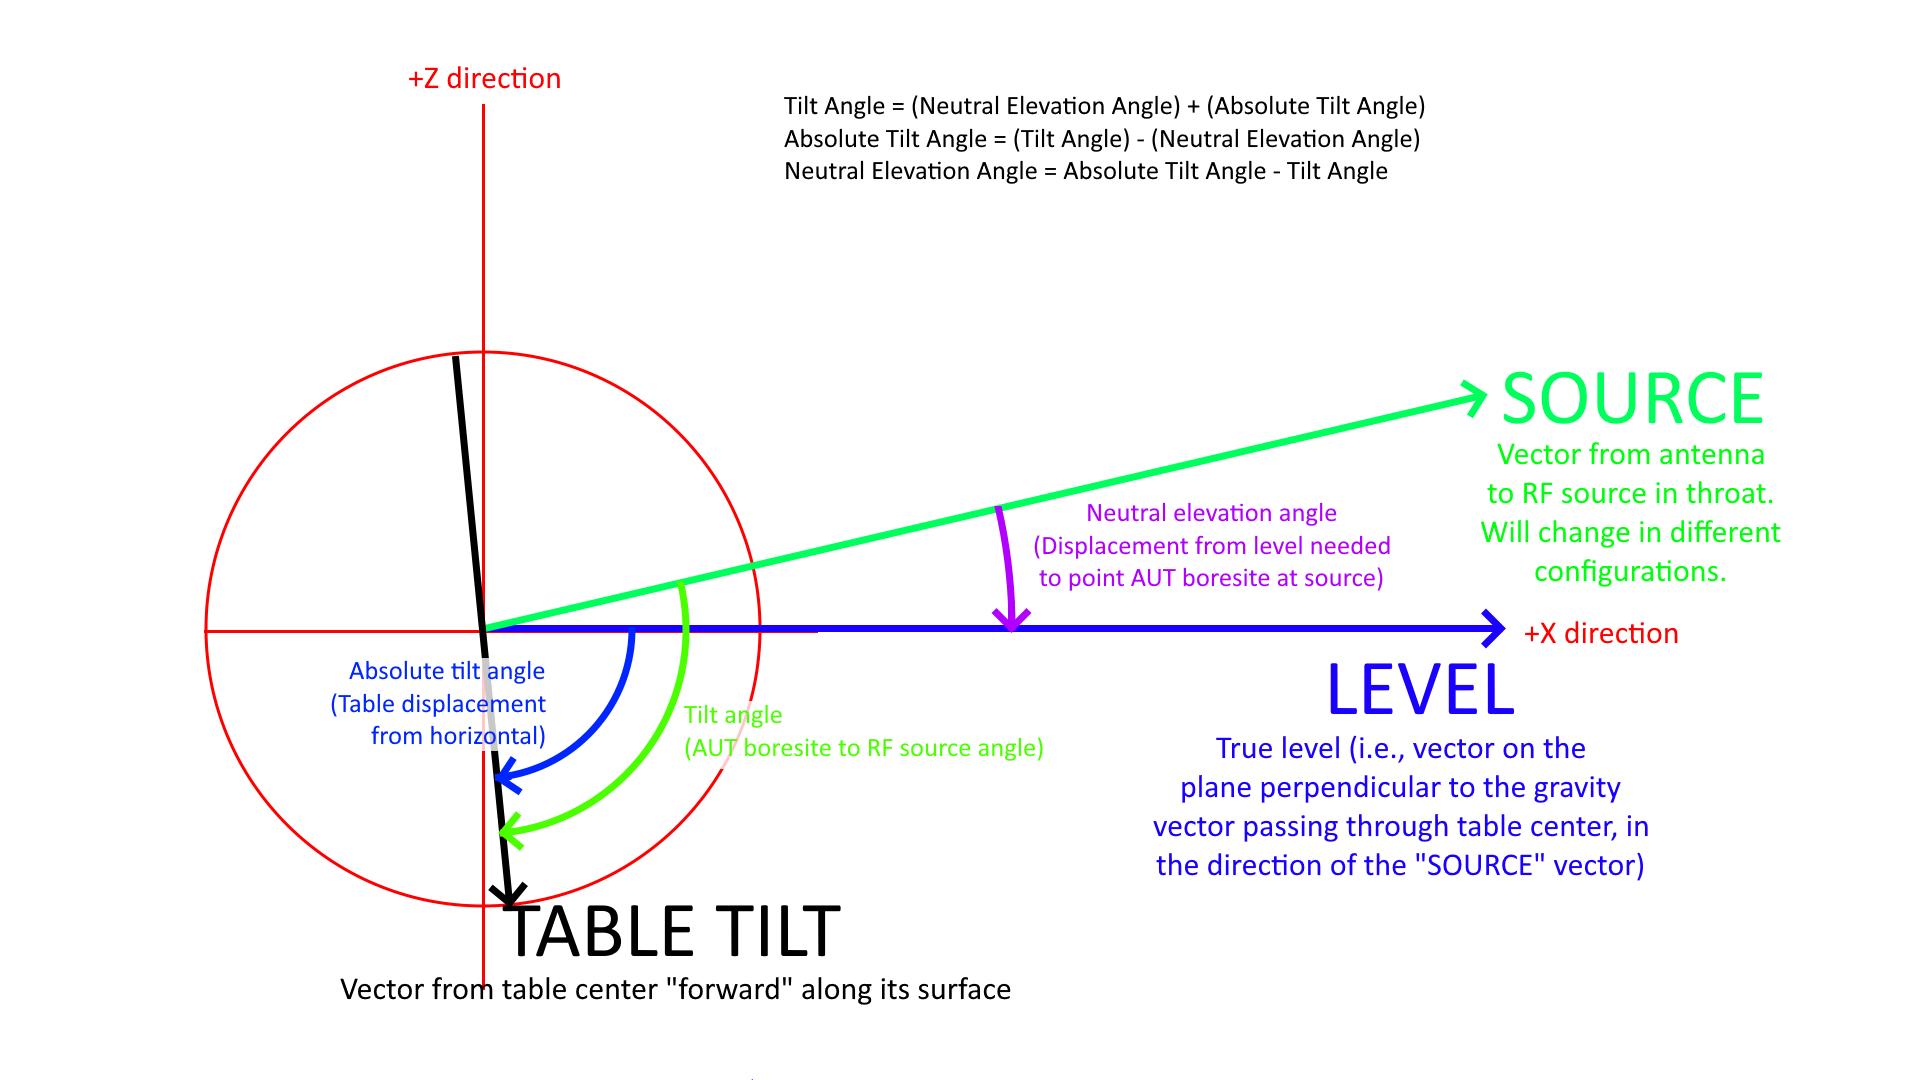 +Z direction
Tilt Angle = (Neutral Elevation Angle) + (Absolute Tilt Angle)
Absolute Tilt Angle = (Tilt Angle) - (Neutral Elevation Angle)
Neutral Elevation Angle = Absolute Tilt Angle - Tilt Angle
SOURCE
Vector from antenna
to RF source in throat.
Will change in different
configurations.
Neutral elevation angle
(Displacement from level needed
to point AUT boresite at source)
+X direction
LEVEL
True level (i.e., vector on the
plane perpendicular to the gravity
vector passing through table center, in
the direction of the "SOURCE" vector)
Absolute tilt angle
(Table displacement
from horizontal)
Tilt angle
(AUT boresite to RF source angle)
TABLE TILT
Vector from table center "forward" along its surface